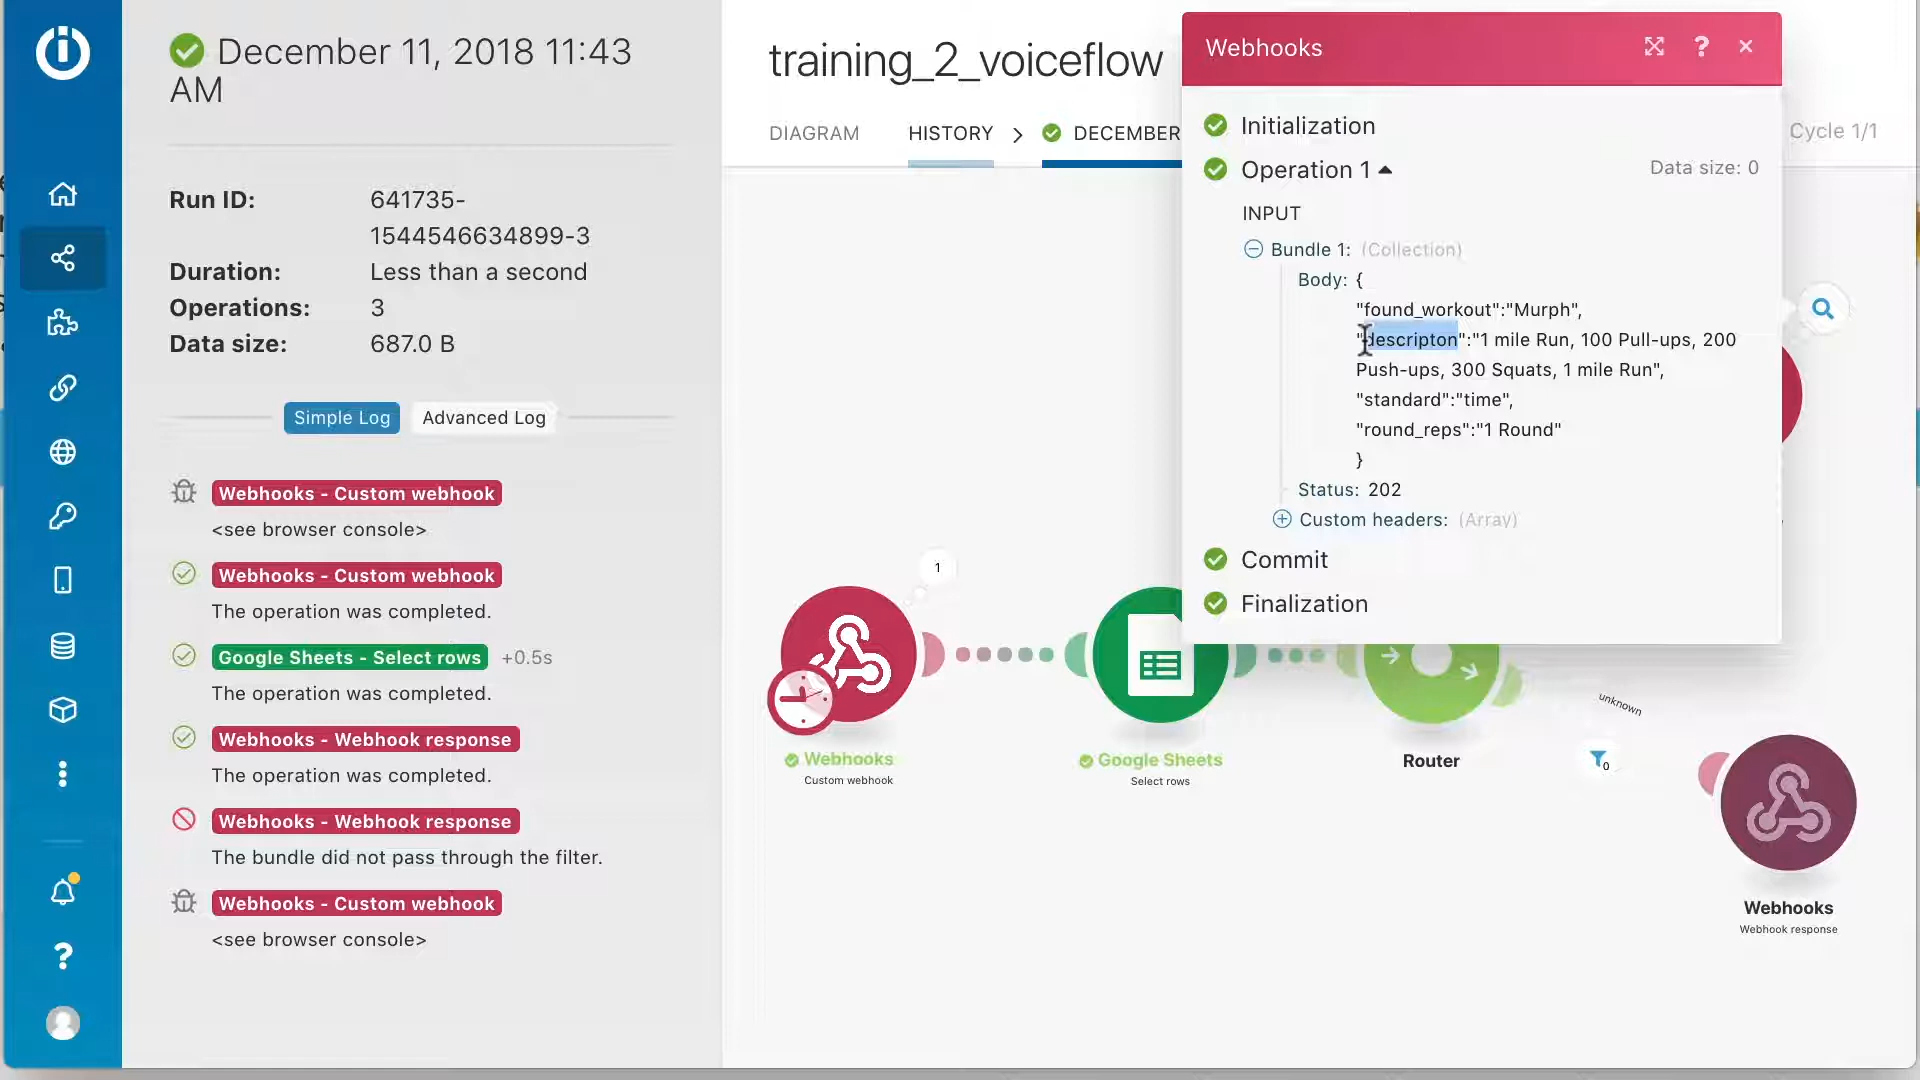 December 11, 2018 11:43
AM
Run ID:
641735-
1544546634899-3
Duration:
Less than a second
Operations:
3
Data size:
687.0 B
Simple Log
Advanced Log
Webhooks - Custom webhook
<see browser console>
Webhooks - Custom webhook
The operation was completed.
Google Sheets - Select rows +0.5s
The operation was completed.
Webhooks - Webhook response
The operation was completed.
Webhooks - Webhook response
The bundle did not pass through the filter.
Webhooks - Custom webhook
<see browser console>
training_2_voiceflow
DIAGRAM
HISTORY
DECEMBER
Cycle 1/1
Webhooks
Initialization
Operation 1
Data size: 0
INPUT
Bundle 1: (Collection)
Body: {
"found_workout":"Murph",
"descripton":"1 mile Run, 100 Pull-ups, 200
Push-ups, 300 Squats, 1 mile Run",
"standard":"time",
"round_reps":"1 Round"
}
Status: 202
Custom headers: (Array)
Commit
Finalization
1
Webhooks
Custom webhook
Google Sheets
Select rows
Router
unknown
0
Webhooks
Webhook response